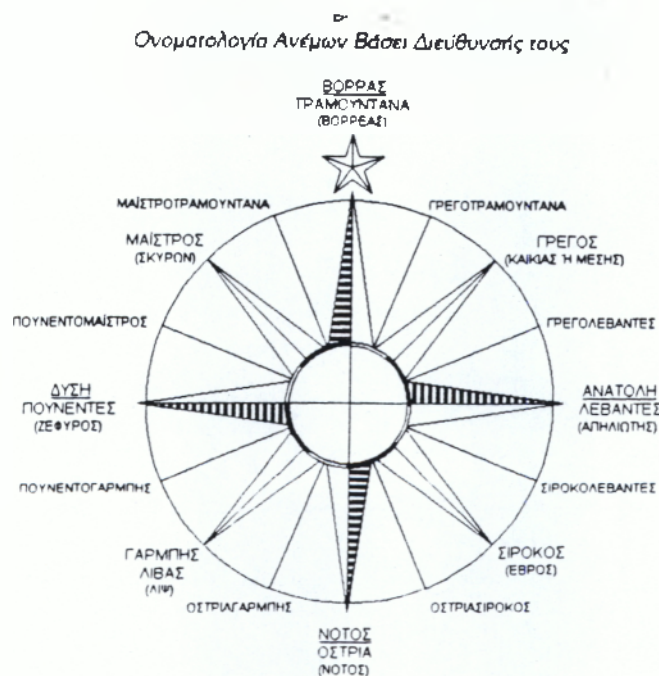 Ονοματολογία Ανέμων Βάσει Διεύθυνσής τους
ΒΟΡΡΑΣ
ΤΡΑΜΟΥΝΤΑΝΑ
(ΒΟΡΡΕΑΣ)
ΜΑΪΣΤΡΟΤΡΑΜΟΥΝΤΑΝΑ
ΓΡΕΓΟΤΡΑΜΟΥΝΤΑΝΑ
ΜΑΪΣΤΡΟΣ
(ΣΚΥΡΩΝ)
ΓΡΕΓΟΣ
(ΚΑΙΚΙΑΣ Ή ΜΕΣΗΣ)
ΠΟΥΝΕΝΤΟΜΑΪΣΤΡΟΣ
ΓΡΕΓΟΛΕΒΑΝΤΕΣ
ΔΥΣΗ
ΠΟΥΝΕΝΤΕΣ
(ΖΕΦΥΡΟΣ)
ΑΝΑΤΟΛΗ
ΛΕΒΑΝΤΕΣ
(ΑΠΗΛΙΩΤΗΣ)
ΠΟΥΝΕΝΤΟΓΑΡΜΠΗΣ
ΣΙΡΟΚΟΛΕΒΑΝΤΕΣ
ΓΑΡΜΠΗΣ
ΛΙΒΑΣ
(ΛΙΨ)
ΣΙΡΟΚΟΣ
(ΕΒΡΟΣ)
ΟΣΤΡΙΑΓΑΡΜΠΗΣ
ΟΣΤΡΙΑΣΙΡΟΚΟΣ
ΝΟΤΟΣ
ΟΣΤΡΙΑ
(ΝΟΤΟΣ)